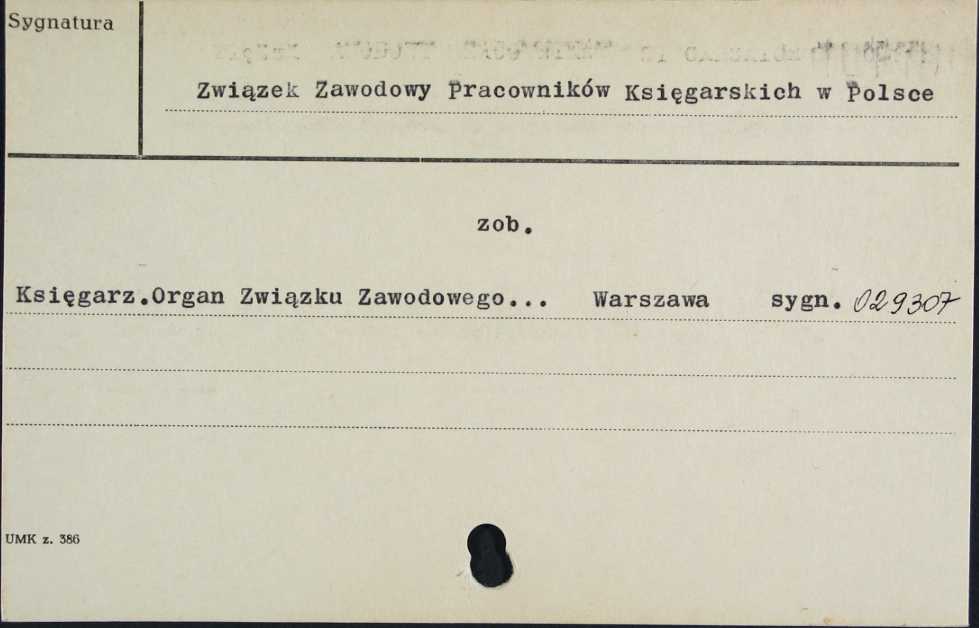 Sygnatura
Związek Zawodowy Pracowników Księgarskich w Polsce
zob.
Księgarz.Organ Związku Zawodowego... Warszawa sygn. 029307
UMK z. 386